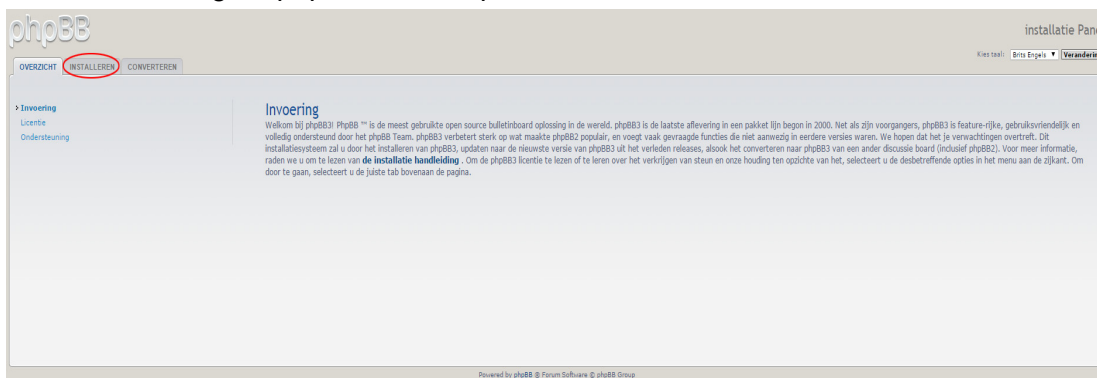 phpBB
installatie Pane
Kies taal: Brits Engels Veranderin
OVERZICHT INSTALLEREN CONVERTEREN
Invoering
Licentie
Ondersteuning
Invoering
Welkom bij phpBB3! PhpBB ™ is de meest gebruikte open source bulletinboard oplossing in de wereld. phpBB3 is de laatste aflevering in een pakket lijn begon in 2000. Net als zijn voorgangers, phpBB3 is feature-rijke, gebruiksvriendelijk en
volledig ondersteund door het phpBB Team. phpBB3 verbetert sterk op wat maakte phpBB2 populair, en voegt vaak gevraagde functies die niet aanwezig in eerdere versies waren. We hopen dat het je verwachtingen overtreft. Dit
installatiesysteem zal u door het installeren van phpBB3, updaten naar de nieuwste versie van phpBB3 uit het verleden releases, alsook het converteren naar phpBB3 van een ander discussie board (inclusief phpBB2). Voor meer informatie,
raden we u om te lezen van de installatie handleiding . Om de phpBB3 licentie te lezen of te leren over het verkrijgen van steun en onze houding ten opzichte van het, selecteert u de desbetreffende opties in het menu aan de zijkant. Om
door te gaan, selecteert u de juiste tab bovenaan de pagina.
Powered by phpBB ® Forum Software © phpBB Group